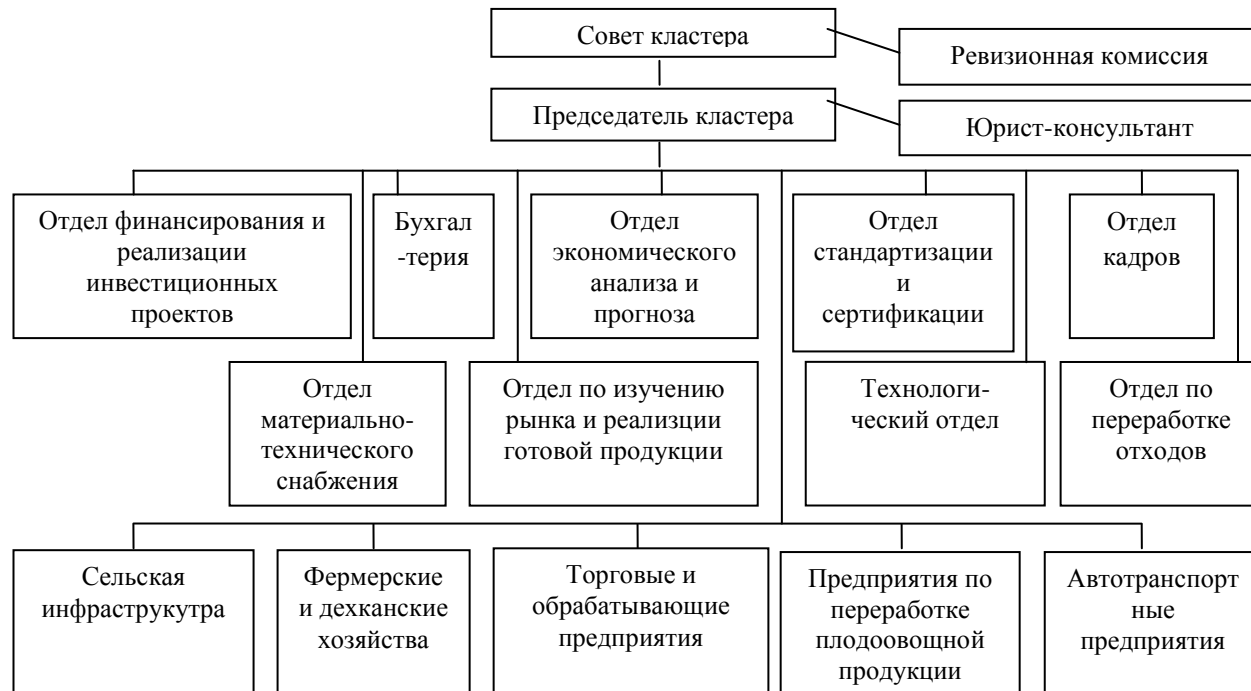 Совет кластера
Ревизионная комиссия
Председатель кластера
Юрист-консультант
Отдел финансирования и
реализации
инвестиционных
проектов
Бухгал
-терия
Отдел
экономического
анализа и
прогноза
Отдел
стандартизации
и
сертификации
Отдел
кадров
Отдел
материально-
технического
снабжения
Отдел по изучению
рынка и реализции
готовой продукции
Технологи-
ческий отдел
Отдел по
переработке
отходов
Сельская
инфраструкутра
Фермерские
и дехканские
хозяйства
Торговые и
обрабатывающие
предприятия
Предприятия по
переработке
плодоовощной
продукции
Автотранспорт
ные
предприятия